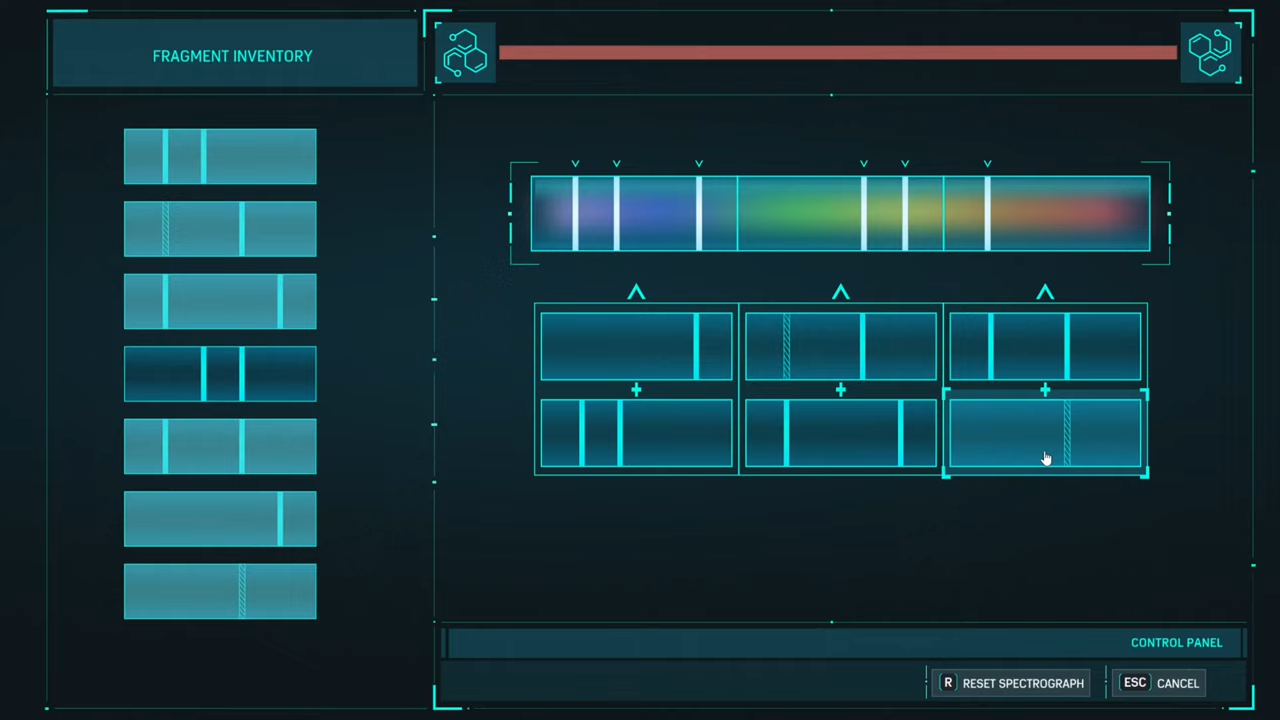 FRAGMENT INVENTORY
CONTROL PANEL
R RESET SPECTROGRAPH
ESC CANCEL